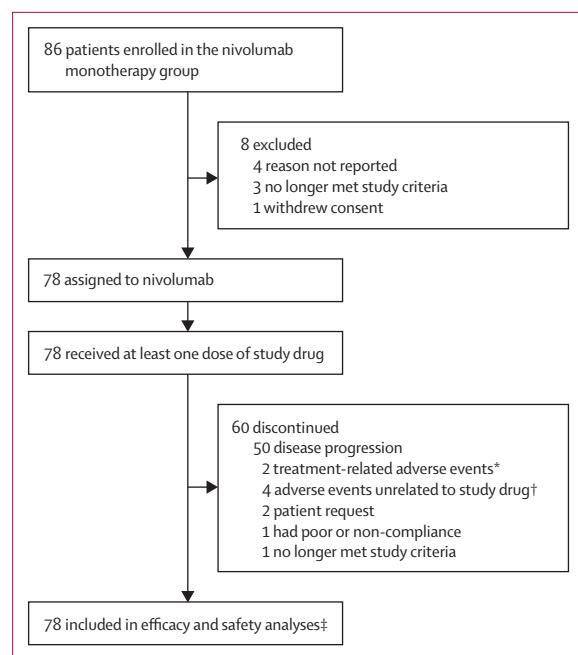 86 patients enrolled in the nivolumab
monotherapy group
8 excluded
4 reason not reported
3 no longer met study criteria
1 withdrew consent
78 assigned to nivolumab
78 received at least one dose of study drug
60 discontinued
50 disease progression
2 treatment-related adverse events*
4 adverse events unrelated to study drug†
2 patient request
1 had poor or non-compliance
1 no longer met study criteria
78 included in efficacy and safety analyses‡